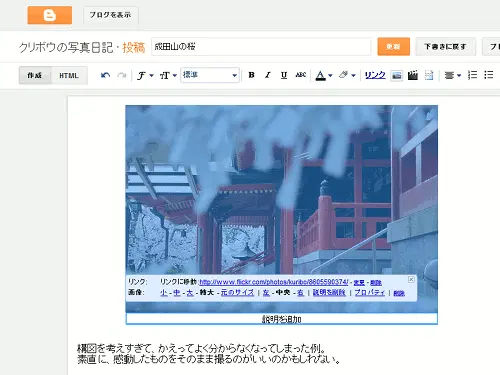 ブログを表示
クリボウの写真日記 · 投稿 成田山の桜 更新 下書きに戻す
作成 HTML 標準 B I U ABC A リンク
リンク: リンクに移動:http://www.flickr.com/photos/kuribo/8605590374/ - 変更 - 削除
画像: 小 - 中 - 大 - 特大 - 元のサイズ | 左 - 中央 - 右 | 説明を削除 | プロパティ | 削除
説明を追加
構図を考えすぎて、かえってよく分からなくなってしまった例。
素直に、感動したものをそのまま撮るのがいいのかもしれない。